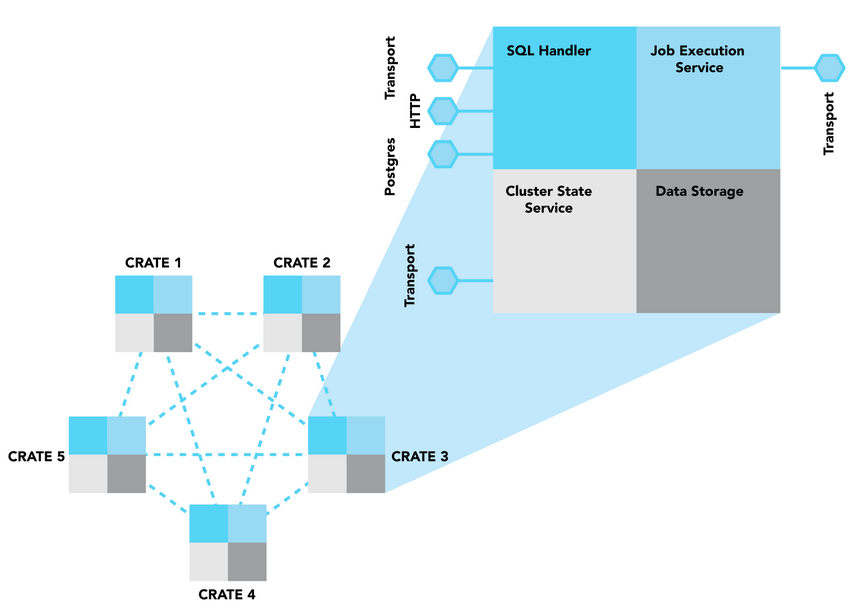 Transport
HTTP
Postgres
Transport
SQL Handler
Job Execution
Service
Transport
Cluster State
Service
Data Storage
CRATE 1
CRATE 2
CRATE 5
CRATE 3
CRATE 4